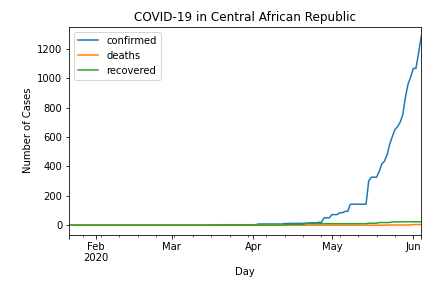 COVID-19 in Central African Republic
confirmed
deaths
recovered
Number of Cases
1200
1000
800
600
400
200
0
Feb Mar Apr May Jun
2020
Day